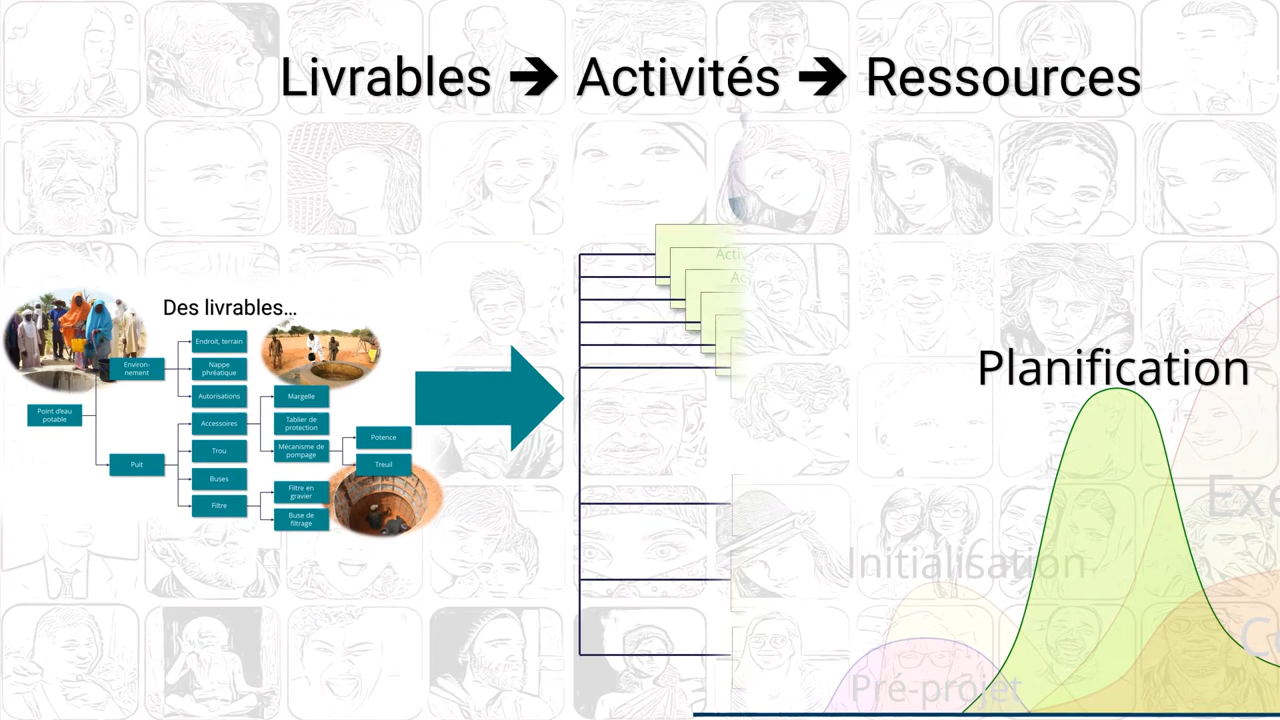 Livrables ➔ Activités ➔ Ressources
Des livrables...
Point d'eau
potable
Environ-
nement
Puit
Endroit, terrain
Nappe
phréatique
Autorisations
Accessoires
Trou
Buses
Filtre
Margelle
Tablier de
protection
Mécanisme de
pompage
Filtre en
gravier
Buse de
filtrage
Potence
Treuil
Planification
Initialisation
Pré-projet